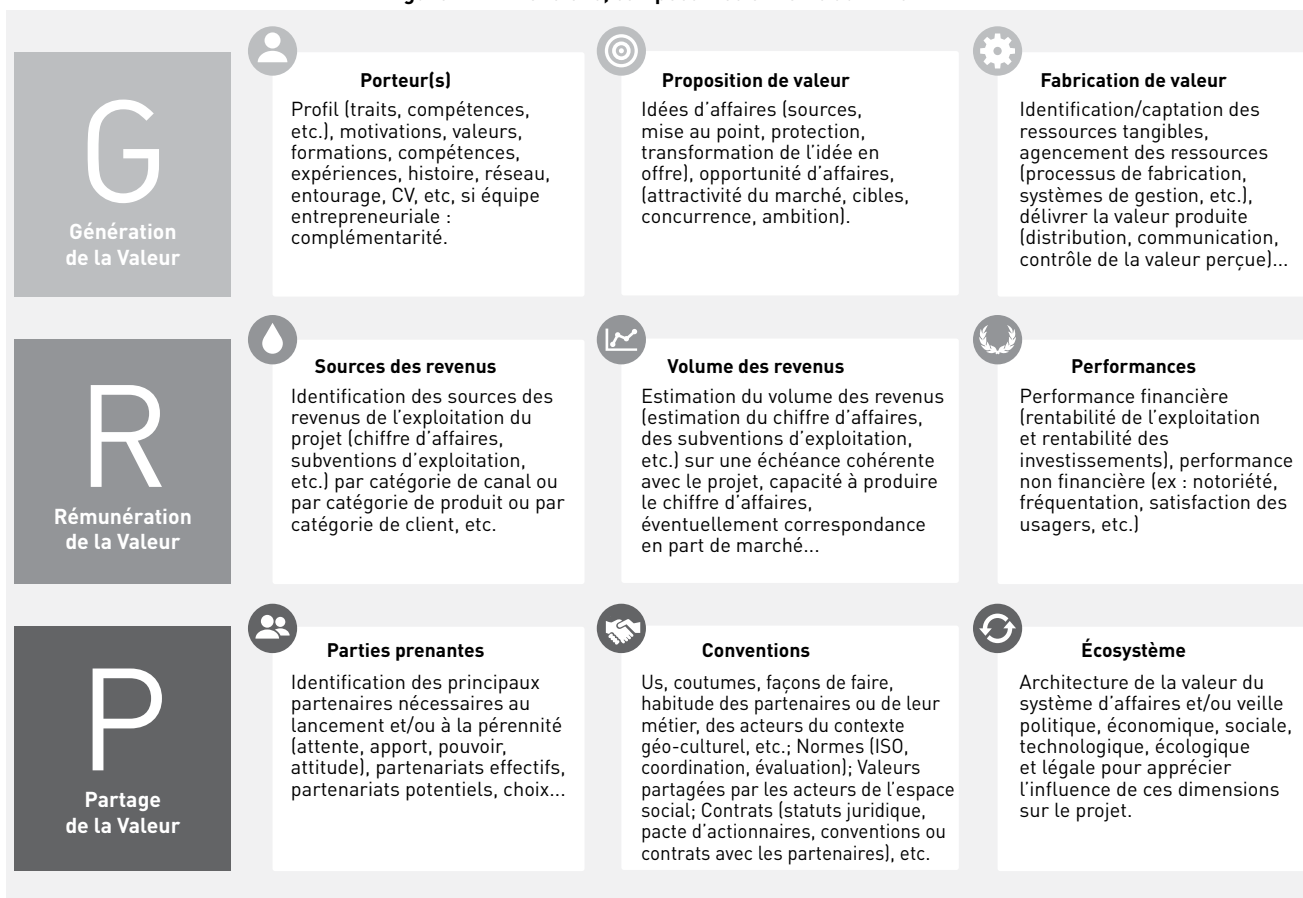 G
Génération
de la Valeur
Porteur(s)
Profil (traits, compétences,
etc.), motivations, valeurs,
formations, compétences,
expériences, histoire, réseau,
entourage, CV, etc, si équipe
entrepreneuriale :
complémentarité.
Proposition de valeur
Idées d'affaires (sources,
mise au point, protection,
transformation de l'idée en
offre), opportunité d'affaires,
(attractivité du marché, cibles,
concurrence, ambition).
Fabrication de valeur
Identification/captation des
ressources tangibles,
agencement des ressources
(processus de fabrication,
systèmes de gestion, etc.),
délivrer la valeur produite
(distribution, communication,
contrôle de la valeur perçue)...
R
Rémunération
de la Valeur
Sources des revenus
Identification des sources des
revenus de l'exploitation du
projet (chiffre d'affaires,
subventions d'exploitation,
etc.) par catégorie de canal ou
par catégorie de produit ou par
catégorie de client, etc.
Volume des revenus
Estimation du volume des revenus
(estimation du chiffre d'affaires,
des subventions d'exploitation,
etc.) sur une échéance cohérente
avec le projet, capacité à produire
le chiffre d'affaires,
éventuellement correspondance
en part de marché...
Performances
Performance financière
(rentabilité de l'exploitation
et rentabilité des
investissements), performance
non financière (ex : notoriété,
fréquentation, satisfaction des
usagers, etc.)
P
Partage
de la Valeur
Parties prenantes
Identification des principaux
partenaires nécessaires au
lancement et/ou à la pérennité
(attente, apport, pouvoir,
attitude), partenariats effectifs,
partenariats potentiels, choix...
Conventions
Us, coutumes, façons de faire,
habitude des partenaires ou de leur
métier, des acteurs du contexte
géo-culturel, etc.; Normes (ISO,
coordination, évaluation); Valeurs
partagées par les acteurs de l'espace
social; Contrats (statuts juridique,
pacte d'actionnaires, conventions ou
contrats avec les partenaires), etc.
Écosystème
Architecture de la valeur du
système d'affaires et/ou veille
politique, économique, sociale,
technologique, écologique
et légale pour apprécier
l'influence de ces dimensions
sur le projet.